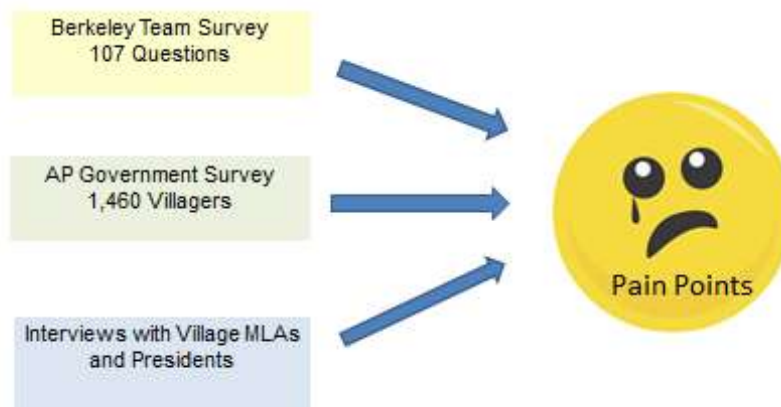 Berkeley Team Survey
107 Questions
AP Government Survey
1,460 Villagers
Interviews with Village MLAs
and Presidents
Pain Points